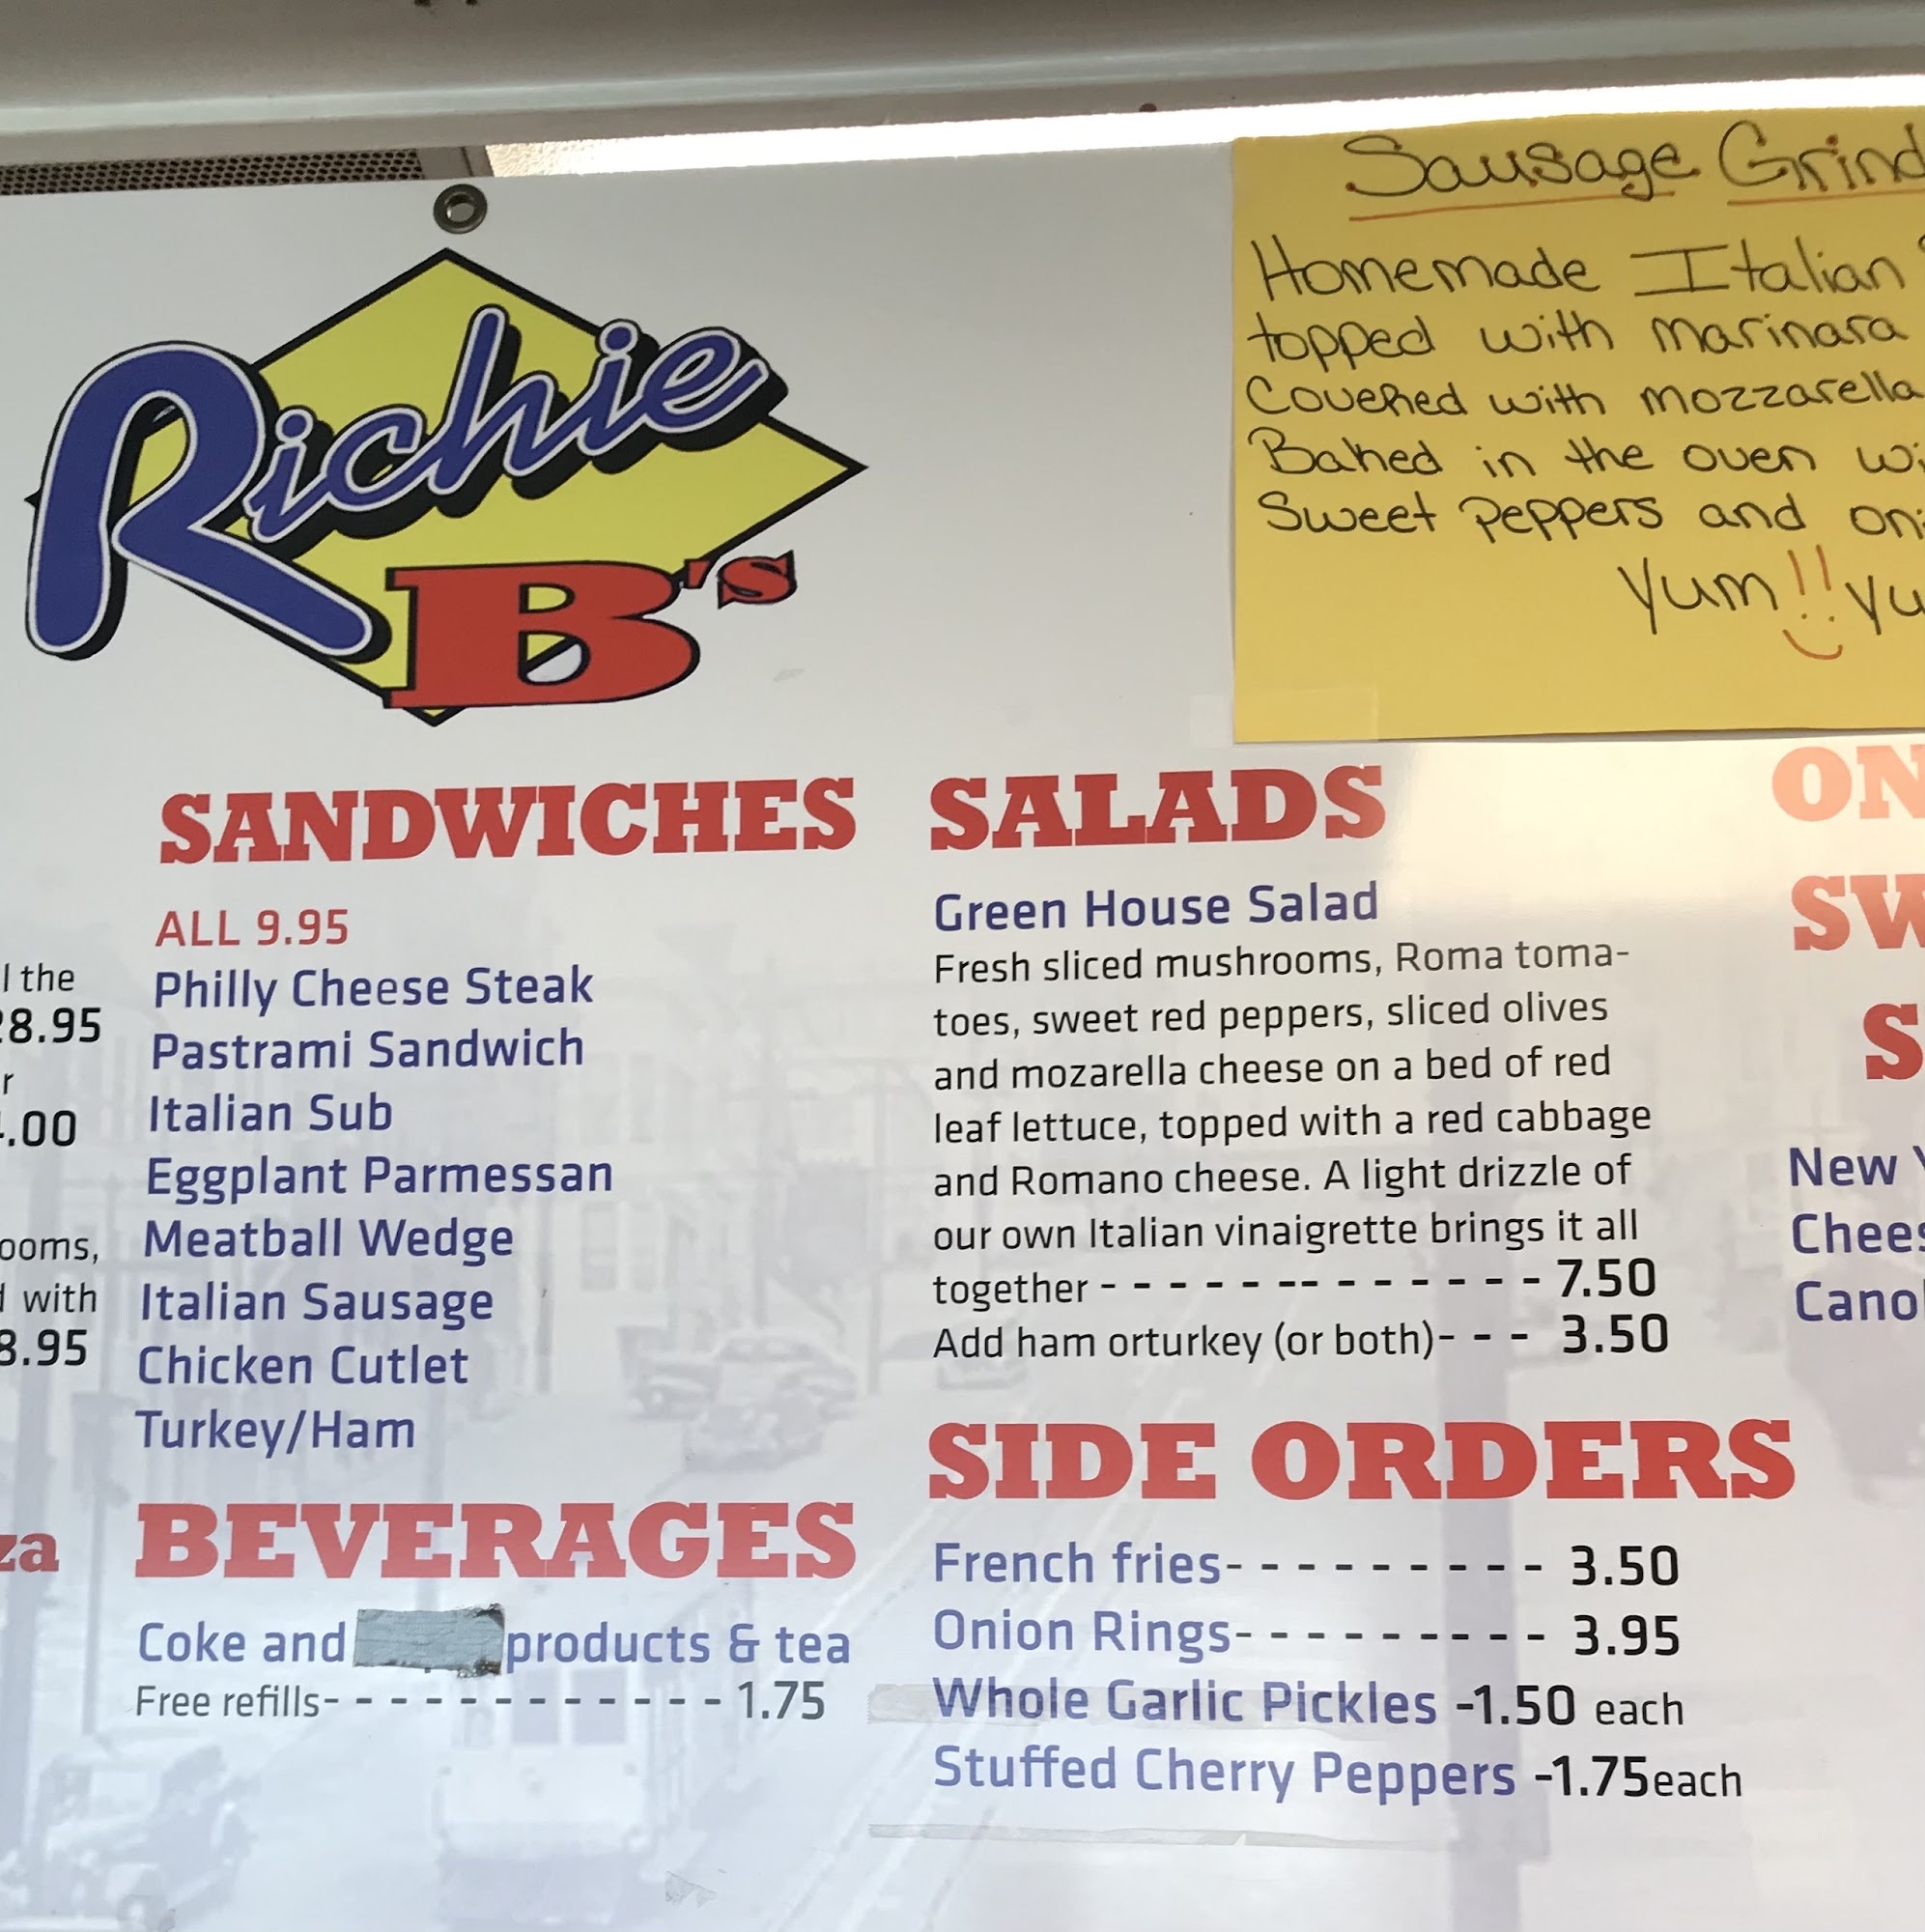 Sausage
Homemade Italian
topped with marinara
Covered with mozzarella
Baked in the oven
Sweet Peppers and
Yum!!
Richie
B's
SANDWICHES
ALL 9.95
Philly Cheese Steak
Pastrami Sandwich
Italian Sub
Eggplant Parmessan
Meatball Wedge
Italian Sausage
Chicken Cutlet
Turkey/Ham
BEVERAGES
Coke and products & tea
Free refills- - - - - - - - - - - - 1.75
SALADS
Green House Salad
Fresh sliced mushrooms, Roma toma-
toes, sweet red peppers, sliced olives
and mozarella cheese on a bed of red
leaf lettuce, topped with a red cabbage
and Romano cheese. A light drizzle of
our own Italian vinaigrette brings it all
together - - - - - - -- - - - - - - 7.50
Add ham orturkey (or both)- - - 3.50
SIDE ORDERS
French fries- - - - - - - - - - 3.50
Onion Rings- - - - - - - - - - 3.95
Whole Garlic Pickles -1.50 each
Stuffed Cherry Peppers -1.75each
the
8.95
.00
with
8.95
New